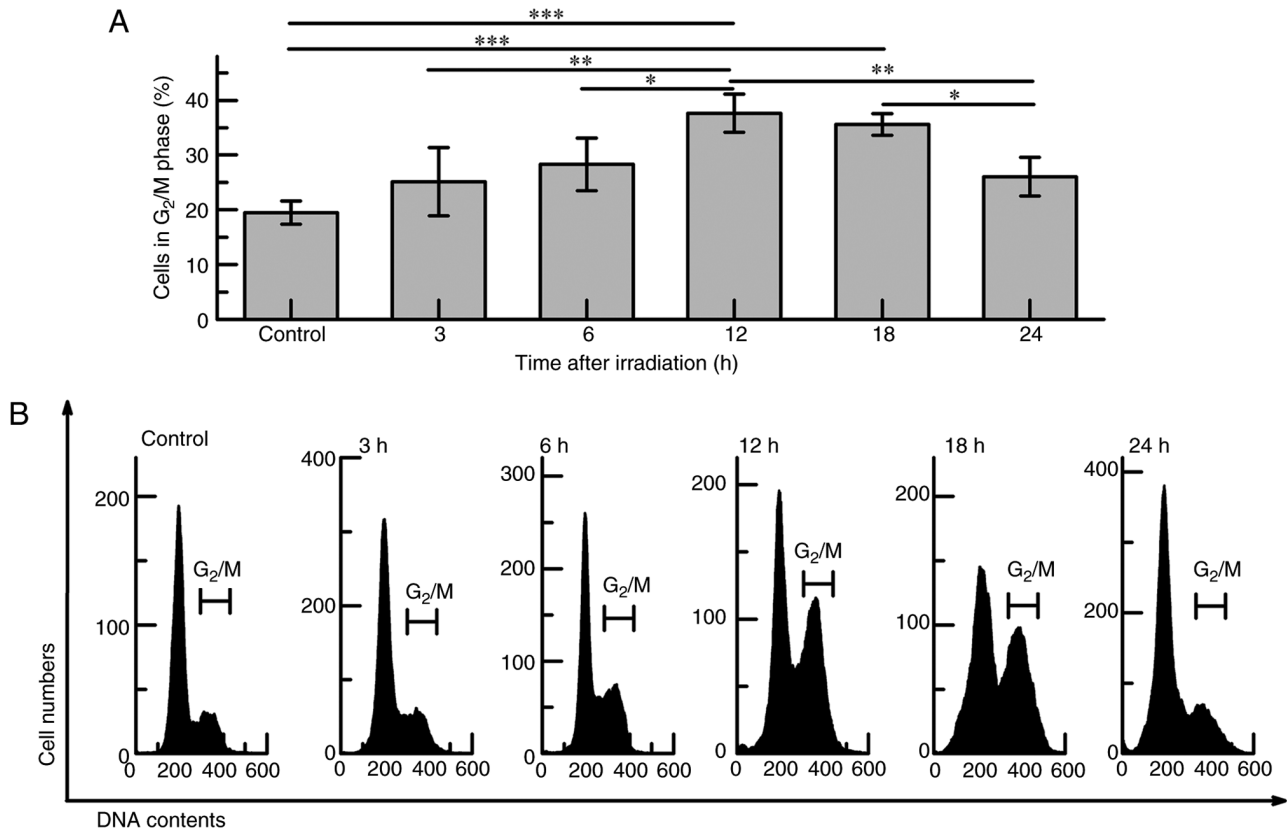 A
***
***
**
**
*
*
Cells in G2/M phase (%)
40
30
20
10
0
Control 3 6 12 18 24
Time after irradiation (h)
B
Cell numbers
Control
200
100
0
G2/M
0 200 400 600
3 h
400
200
0
G2/M
0 200 400 600
6 h
300
200
100
0
G2/M
0 200 400 600
12 h
200
100
0
G2/M
0 200 400 600
18 h
200
100
0
G2/M
0 200 400 600
24 h
400
200
0
G2/M
0 200 400 600
DNA contents